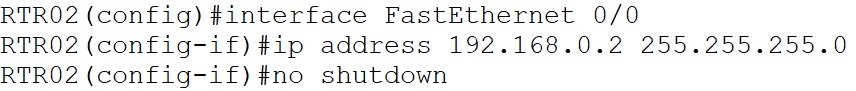 RTR02(config)#interface FastEthernet 0/0
RTR02(config-if)#ip address 192.168.0.2 255.255.255.0
RTR02(config-if)#no shutdown